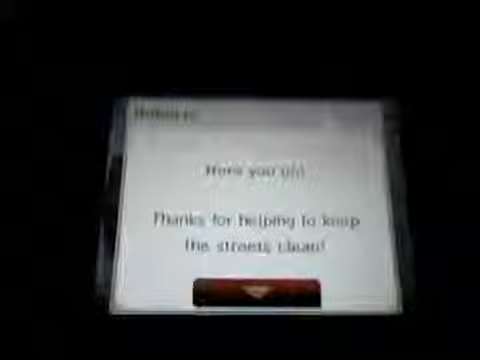 Here you go!
Thanks for helping to keep
the streets clean!